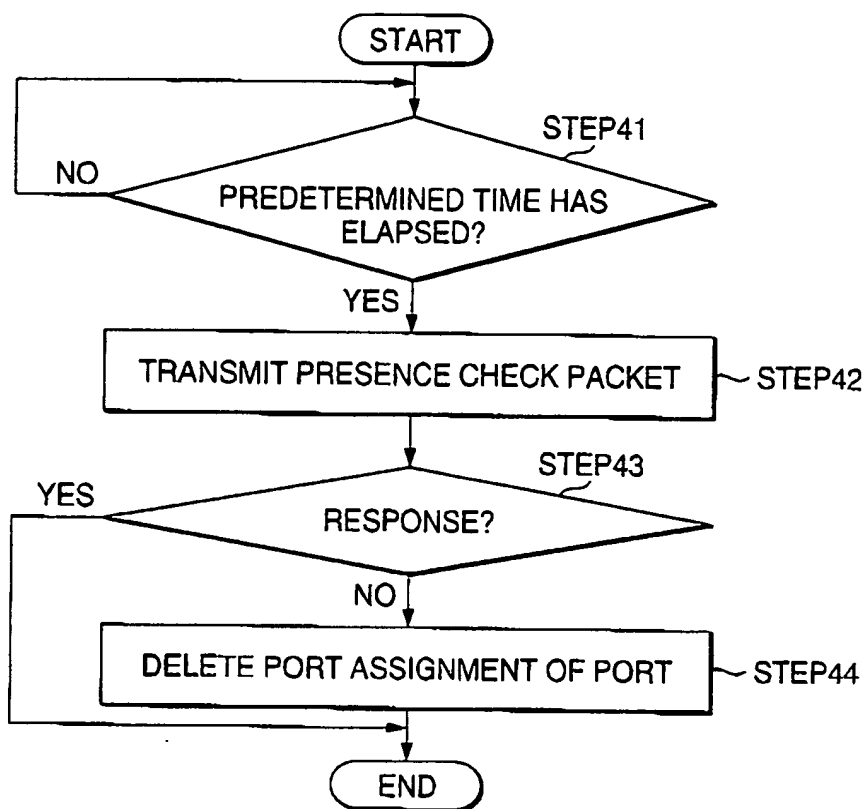 START
STEP41
NO
PREDETERMINED TIME HAS
ELAPSED?
YES
TRANSMIT PRESENCE CHECK PACKET
STEP42
STEP43
YES
RESPONSE?
NO
DELETE PORT ASSIGNMENT OF PORT
STEP44
END